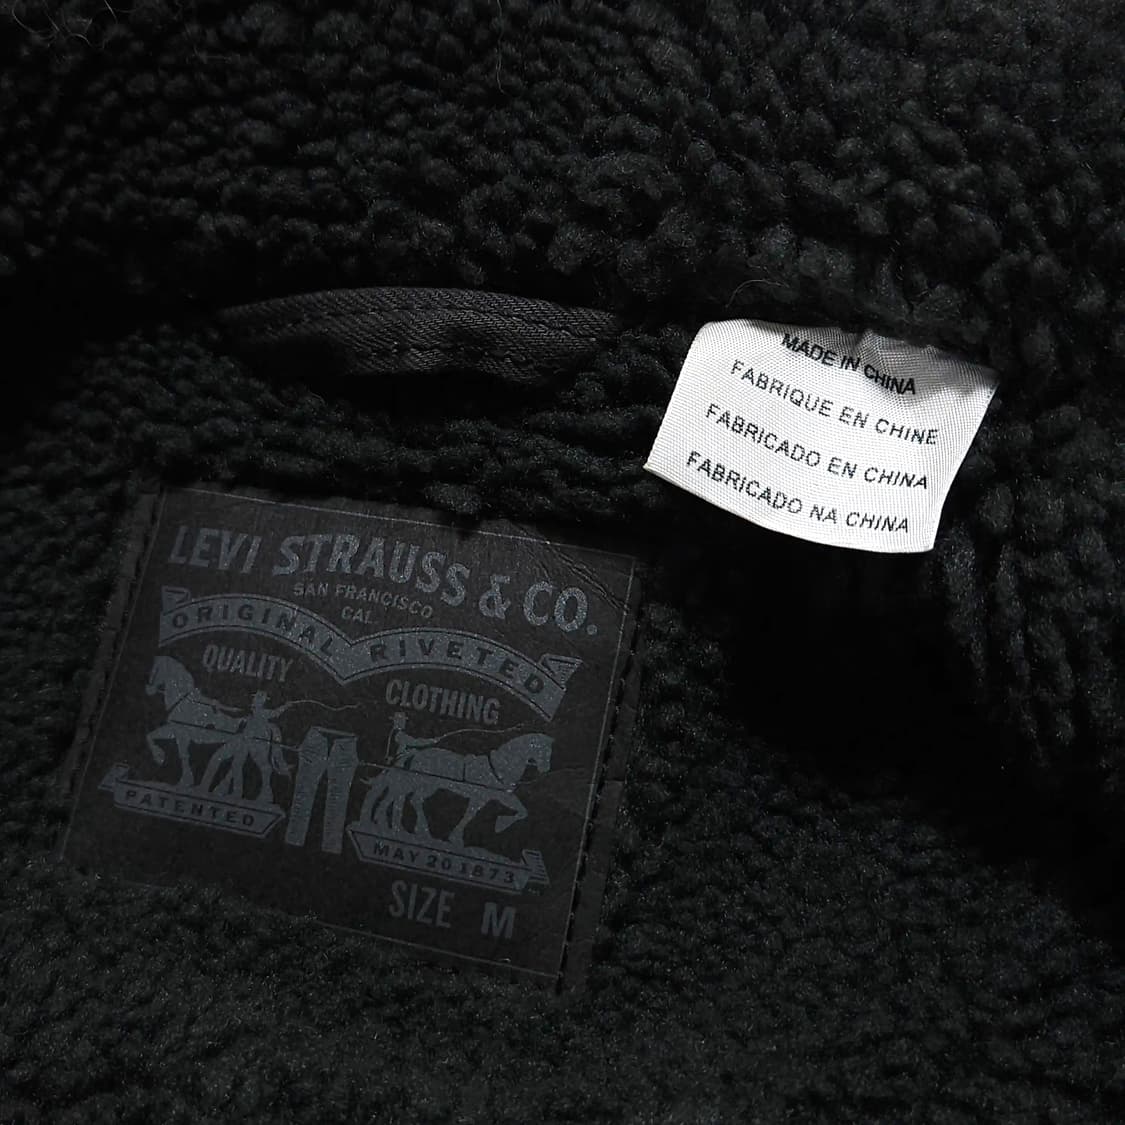 MADE IN CHINA
FABRIQUE EN CHINE
FABRICADO EN CHINA
FABRICADO NA CHINA
LEVI STRAUSS & CO.
SAN FRANCISCO
CAL
ORIGINAL RIVETED
QUALITY CLOTHING
PATENTED
MAY 20 1873
SIZE M